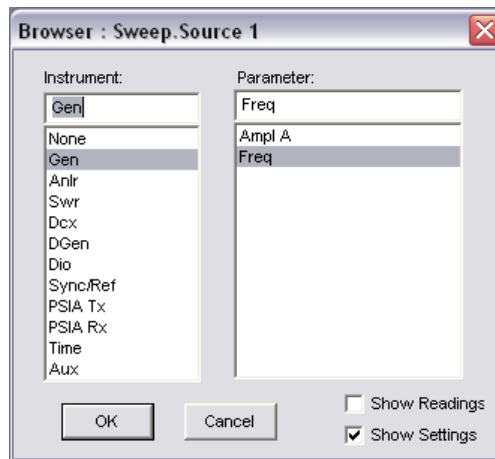 Browser : Sweep.Source 1
Instrument:
Gen
None
Gen
Anlr
Swr
Dcx
DGen
Dio
Sync/Ref
PSIA Tx
PSIA Rx
Time
Aux
Parameter:
Freq
Ampl A
Freq
OK
Cancel
Show Readings
Show Settings